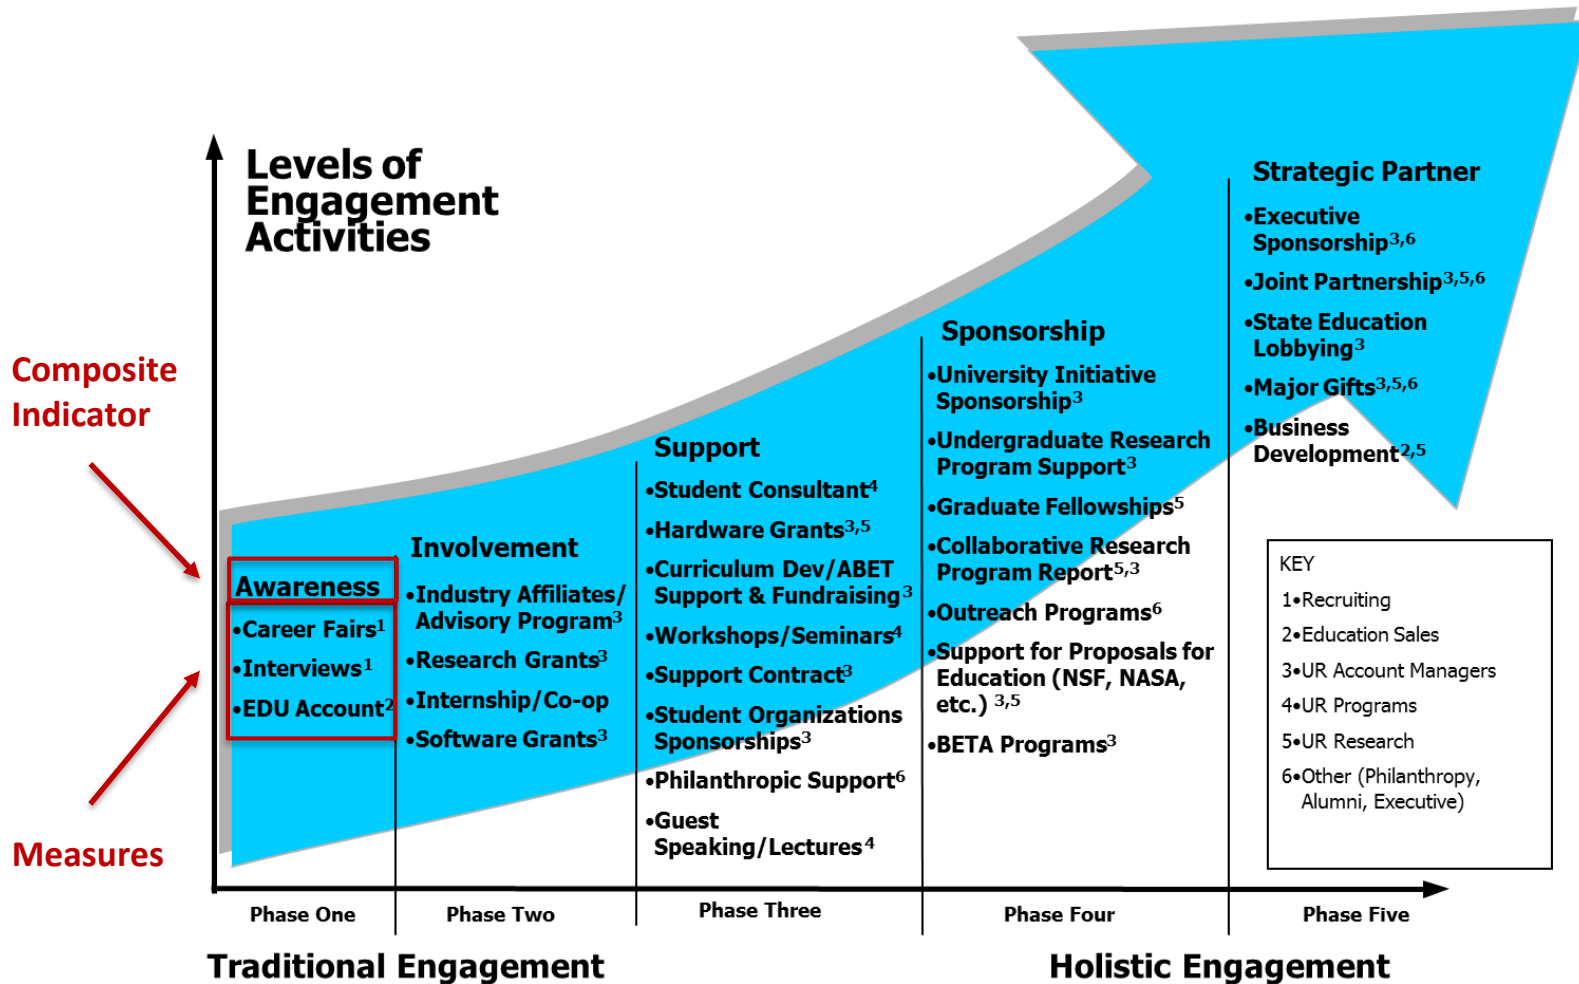 Levels of
Engagement
Activities
Composite
Indicator
Measures
Awareness
•Career Fairs1
•Interviews1
•EDU Account2
Involvement
•Industry Affiliates/
Advisory Program3
•Research Grants3
•Internship/Co-op
•Software Grants3
Support
•Student Consultant4
•Hardware Grants3,5
•Curriculum Dev/ABET
Support & Fundraising3
•Workshops/Seminars4
•Support Contract3
•Student Organizations
Sponsorships3
•Philanthropic Support6
•Guest
Speaking/Lectures4
Sponsorship
•University Initiative
Sponsorship3
•Undergraduate Research
Program Support3
•Graduate Fellowships5
•Collaborative Research
Program Report5,3
•Outreach Programs6
•Support for Proposals for
Education (NSF, NASA,
etc.) 3,5
•BETA Programs3
Strategic Partner
•Executive
Sponsorship3,6
•Joint Partnership3,5,6
•State Education
Lobbying3
•Major Gifts3,5,6
•Business
Development2,5
KEY
1•Recruiting
2•Education Sales
3•UR Account Managers
4•UR Programs
5•UR Research
6•Other (Philanthropy,
Alumni, Executive)
Phase One
Phase Two
Phase Three
Phase Four
Phase Five
Traditional Engagement
Holistic Engagement